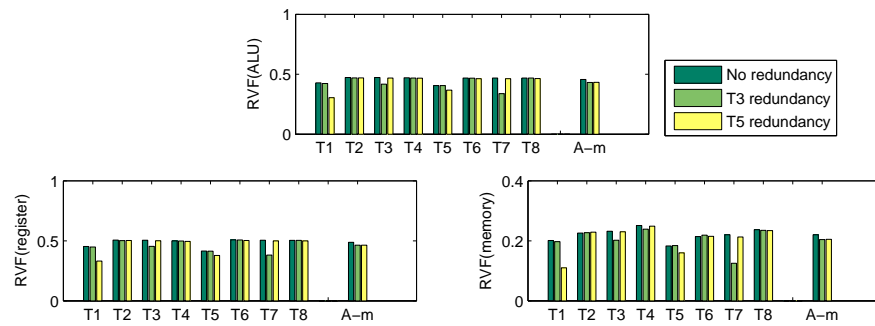 1
RVF(ALU)
0.5
0
T1 T2 T3 T4 T5 T6 T7 T8 A−m
No redundancy
T3 redundancy
T5 redundancy
1
RVF(register)
0.5
0
T1 T2 T3 T4 T5 T6 T7 T8 A−m
0.4
RVF(memory)
0.2
0
T1 T2 T3 T4 T5 T6 T7 T8 A−m